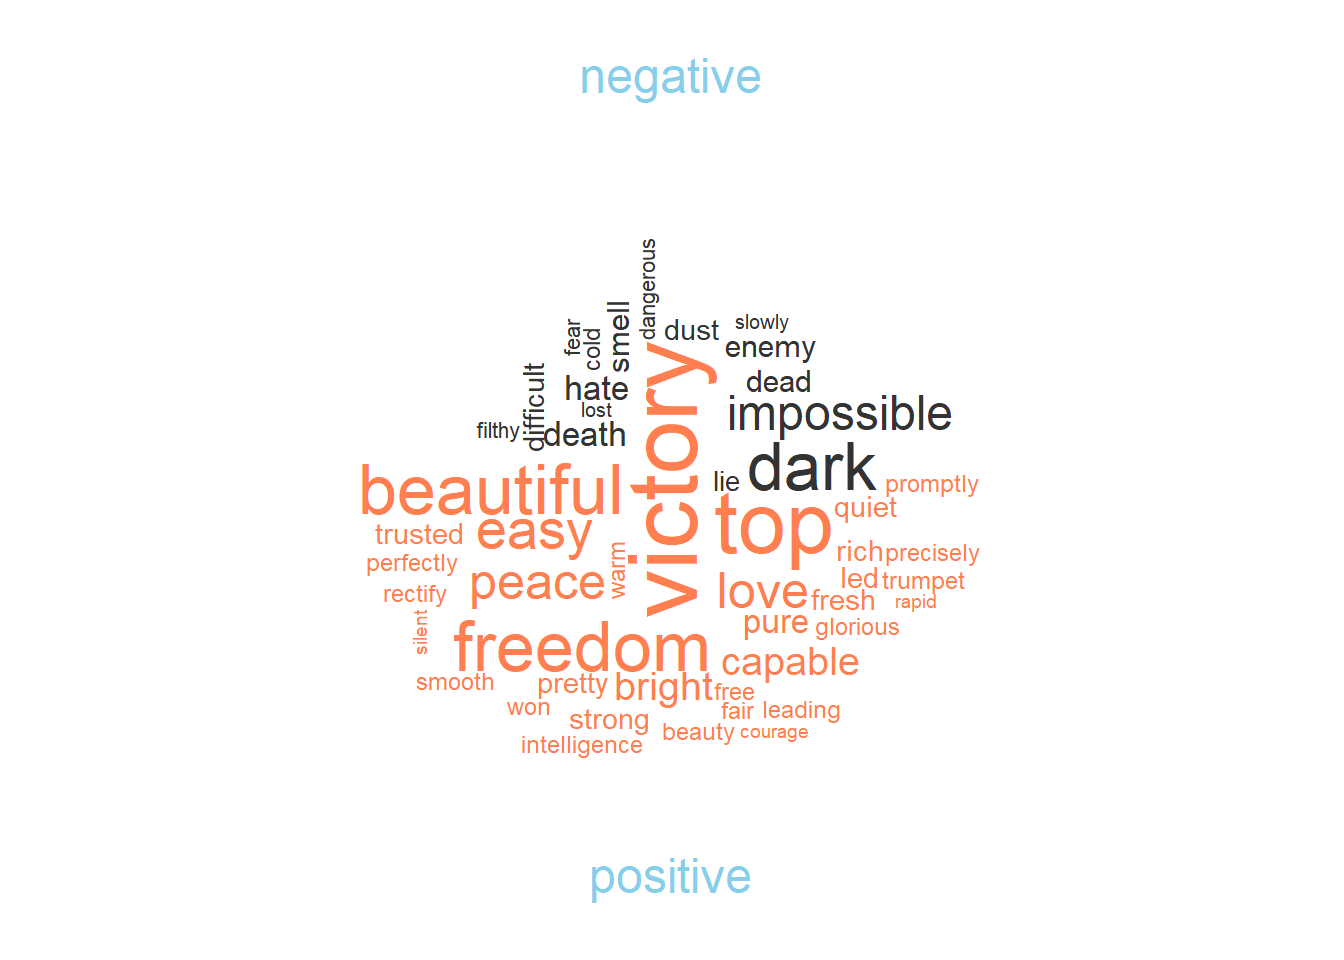 negative
dangerous
smell
fear
cold
dust
slowly
enemy
difficult
hate
dead
lost
impossible
filthy
death
victory
dark
lie
beautiful
promptly
top
quiet
trusted
easy
rich
precisely
perfectly
warm
peace
love
led
trumpet
rectify
fresh
rapid
silent
pure
glorious
freedom
capable
smooth
pretty
bright
free
won
strong
fair
leading
beauty
courage
intelligence
positive